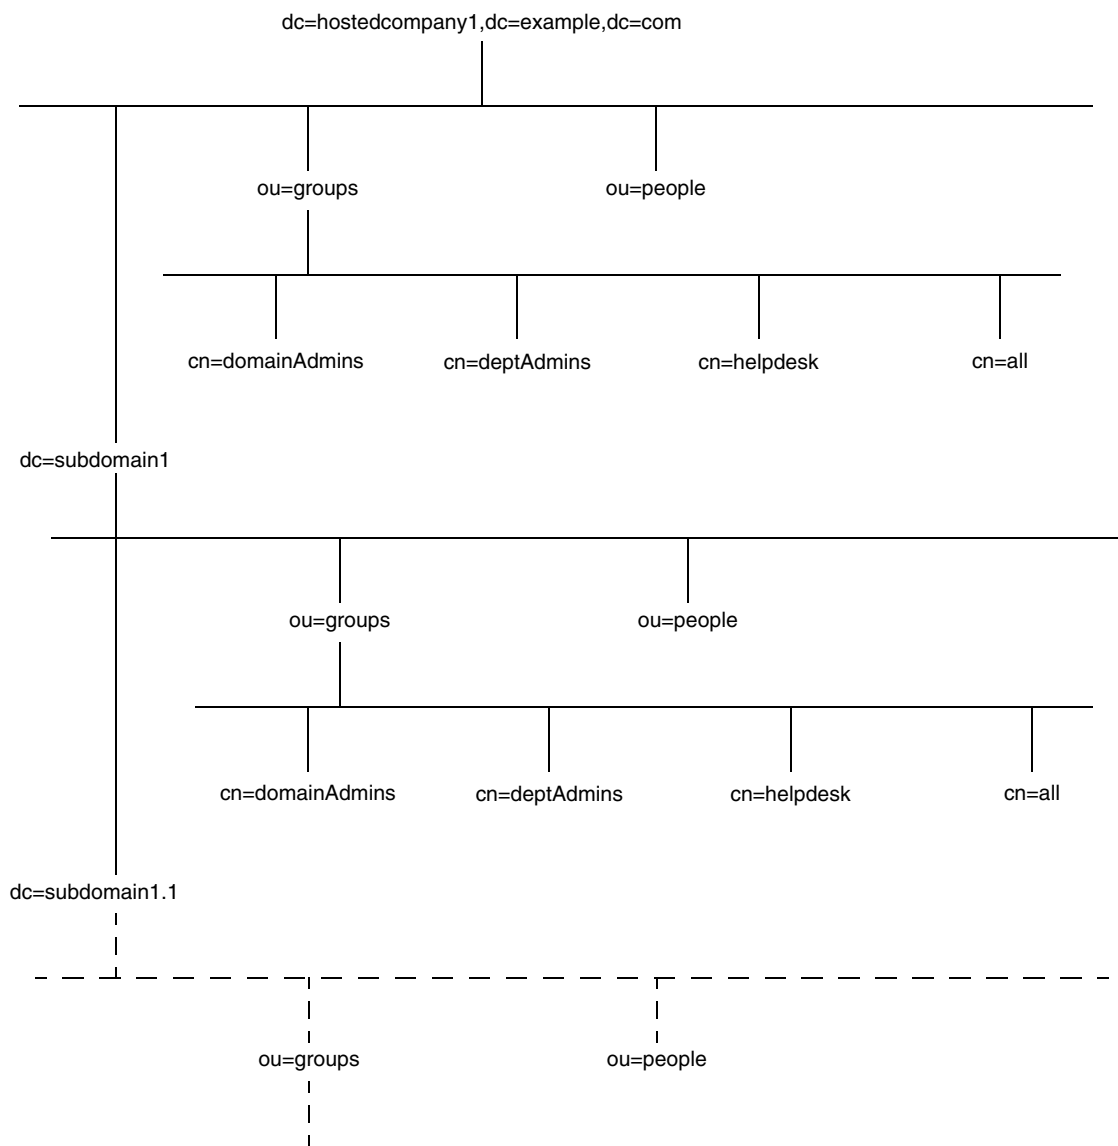 dc=hostedcompany1,dc=example,dc=com
ou=groups
ou=people
cn=domainAdmins
cn=deptAdmins
cn=helpdesk
cn=all
dc=subdomain1
ou=groups
ou=people
cn=domainAdmins
cn=deptAdmins
cn=helpdesk
cn=all
dc=subdomain1.1
ou=groups
ou=people